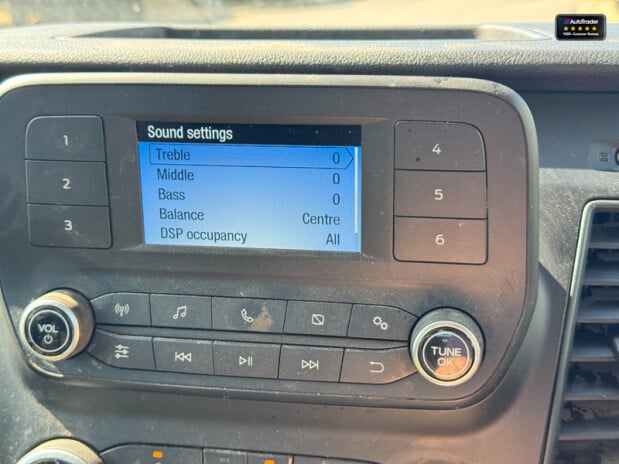 AutoTrader
Sound settings
Treble 0
Middle 0
Bass 0
Balance Centre
DSP occupancy All
1
2
3
4
5
6
VOL
TUNE
OK